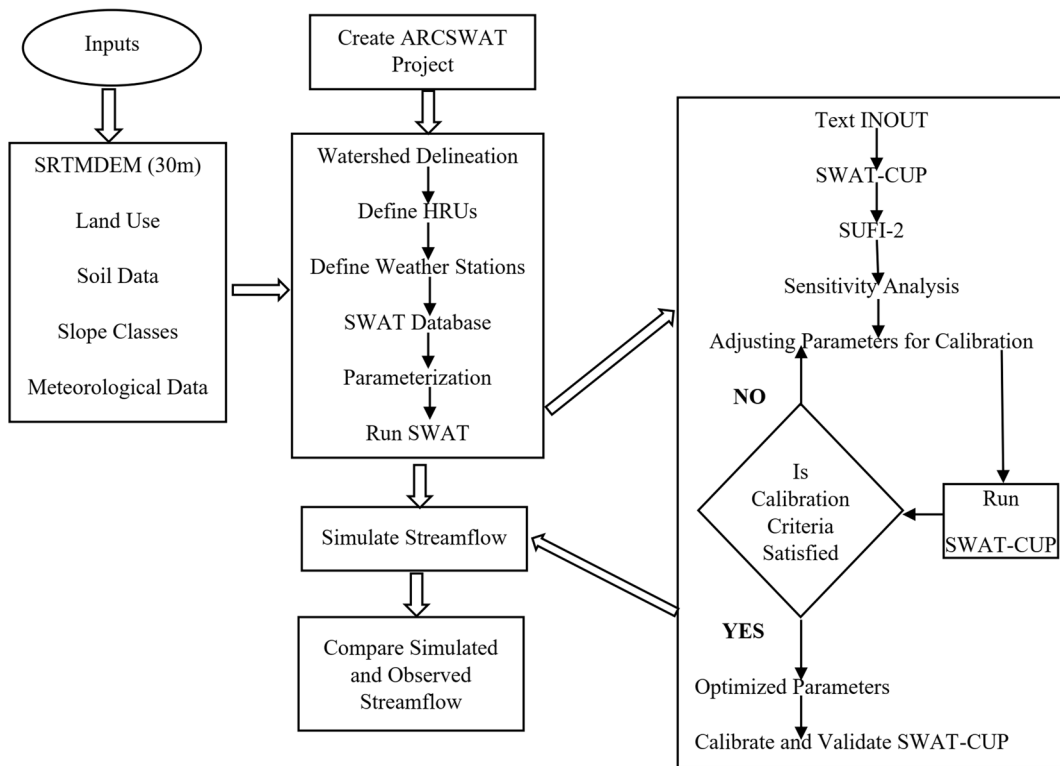 Inputs
SRTMDEM (30m)
Land Use
Soil Data
Slope Classes
Meteorological Data
Create ARCSWAT
Project
Watershed Delineation
Define HRUs
Define Weather Stations
SWAT Database
Parameterization
Run SWAT
Simulate Streamflow
Compare Simulated
and Observed
Streamflow
Text INOUT
SWAT-CUP
SUFI-2
Sensitivity Analysis
Adjusting Parameters for Calibration
NO
Is
Calibration
Criteria
Satisfied
Run
SWAT-CUP
YES
Optimized Parameters
Calibrate and Validate SWAT-CUP